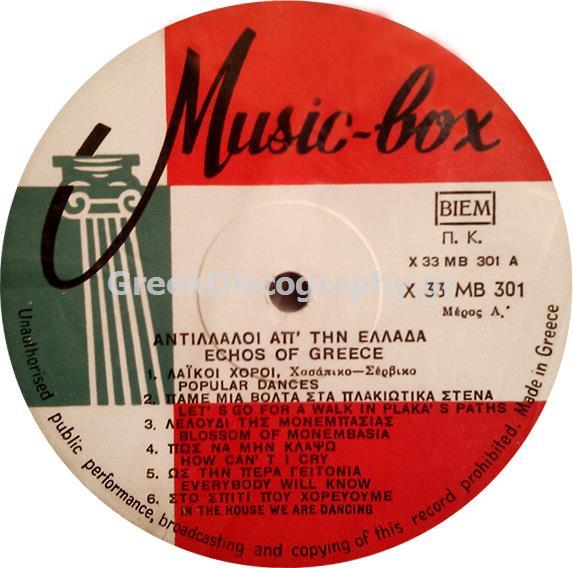 Music-box
BIEM
Π. Κ.
X 33 MB 301 A
X 33 MB 301
Μέρος Α.'
GreekDiscography.gr
ΑΝΤΙΛΛΑΛΟΙ ΑΠ' ΤΗΝ ΕΛΛΑΔΑ
ECHOS OF GREECE
1. ΛΑΪΚΟΙ ΧΟΡΟΙ, Χασάπικο—Σέρβικο
POPULAR DANCES
2. ΠΑΜΕ ΜΙΑ ΒΟΛΤΑ ΣΤΑ ΠΛΑΚΙΩΤΙΚΑ ΣΤΕΝΑ
LET' S GO FOR A WALK IN PLAKA' S PATHS
3. ΛΕΛΟΥΔΙ ΤΗΣ ΜΟΝΕΜΠΑΣΙΑΣ
BLOSSOM OF MONEMBASIA
4. ΠΩΣ ΝΑ ΜΗΝ ΚΛΑΨΩ
HOW CAN' T I CRY
5. ΩΣ ΤΗΝ ΠΕΡΑ ΓΕΙΤΟΝΙΑ
EVERYBODY WILL KNOW
6. ΣΤΟ ΣΠΙΤΙ ΠΟΥ ΧΟΡΕΥΟΥΜΕ
IN THE HOUSE WE ARE DANCING
Unauthorised public performance, broadcasting and copying of this record prohibited. Made in Greece